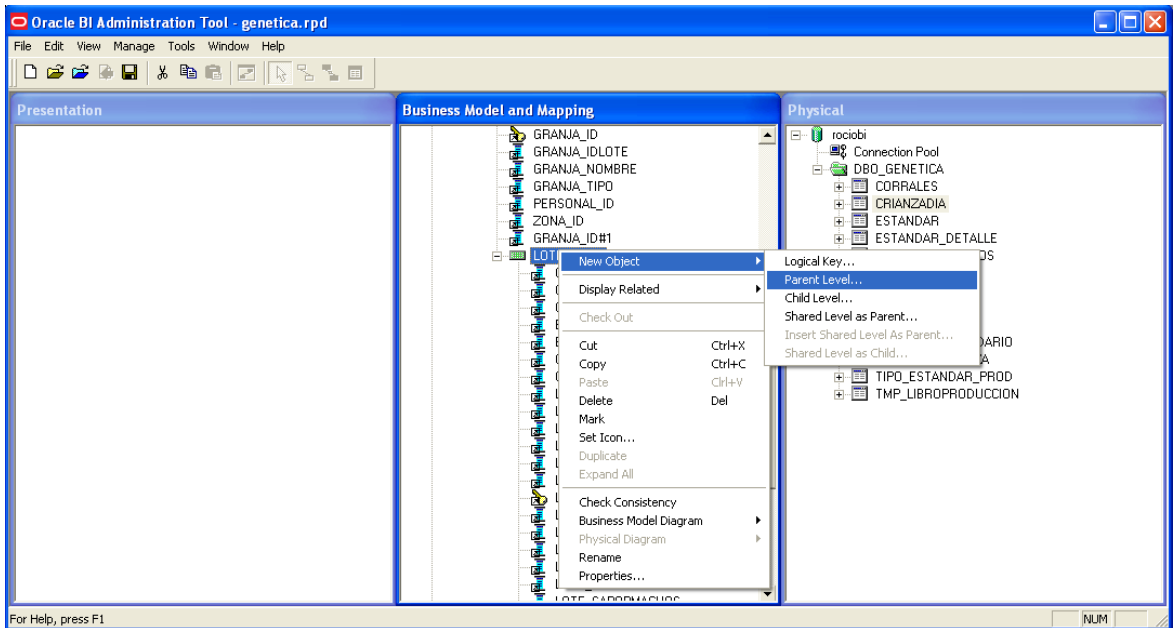 Oracle BI Administration Tool - genetica.rpd
File Edit View Manage Tools Window Help
Presentation
Business Model and Mapping
GRANJA_ID
GRANJA_IDLOTE
GRANJA_NOMBRE
GRANJA_TIPO
PERSONAL_ID
ZONA_ID
GRANJA_ID#1
LOT
New Object
Display Related
Check Out
Cut Ctrl+X
Copy Ctrl+C
Paste Ctrl+V
Delete Del
Mark
Set Icon...
Duplicate
Expand All
Check Consistency
Business Model Diagram
Physical Diagram
Rename
Properties...
Logical Key...
Parent Level...
Child Level...
Shared Level as Parent...
Insert Shared Level As Parent...
Shared Level as Child...
Physical
rociobi
Connection Pool
DBO_GENETICA
CORRALES
CRIANZADIA
ESTANDAR
ESTANDAR_DETALLE
OS
DARIO
A
TIPO_ESTANDAR_PROD
TMP_LIBROPRODUCCION
For Help, press F1
NUM